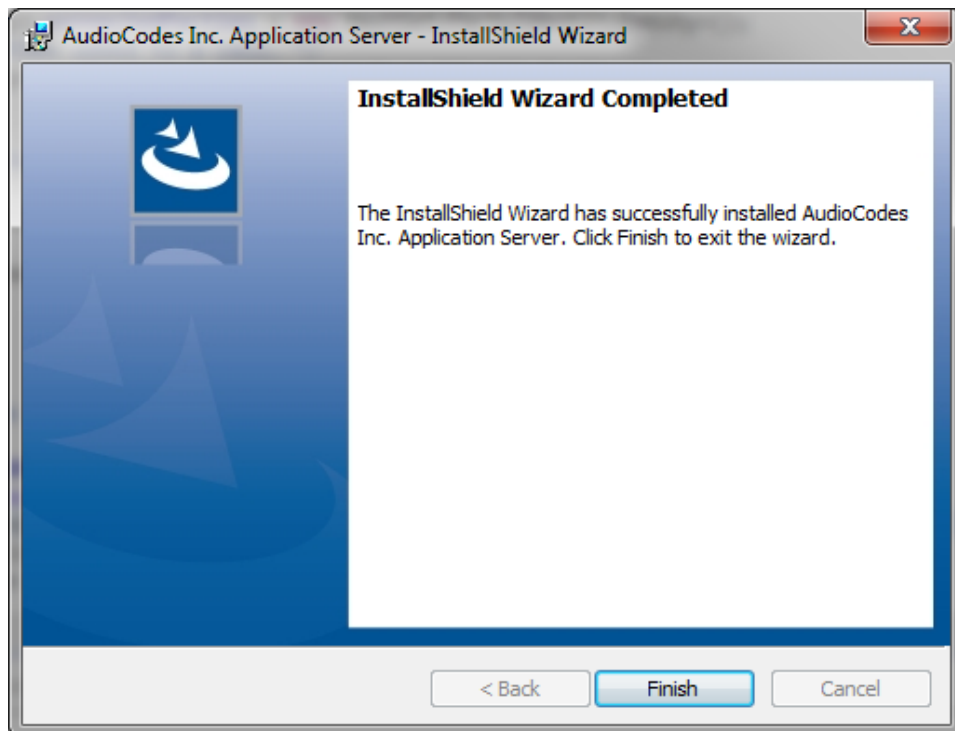 AudioCodes Inc. Application Server - InstallShield Wizard
InstallShield Wizard Completed
The InstallShield Wizard has successfully installed AudioCodes
Inc. Application Server. Click Finish to exit the wizard.
< Back
Finish
Cancel